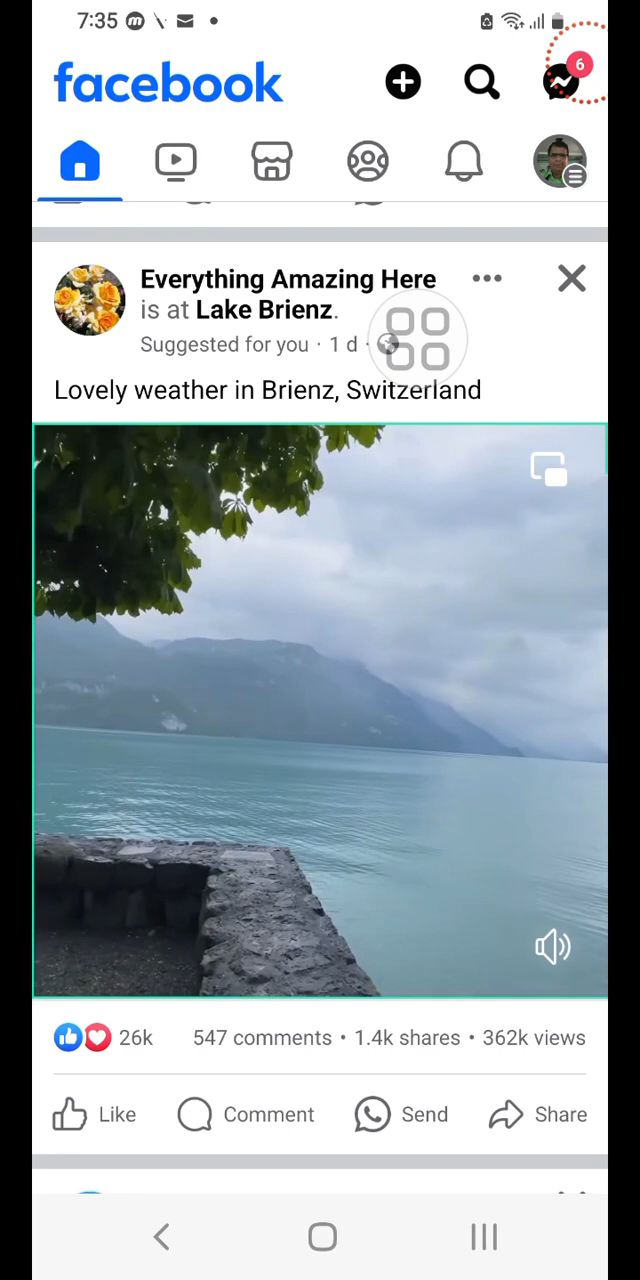 7:35
facebook
6
Everything Amazing Here
is at Lake Brienz.
Suggested for you · 1 d ·
Lovely weather in Brienz, Switzerland
26k 547 comments • 1.4k shares • 362k views
Like Comment Send Share